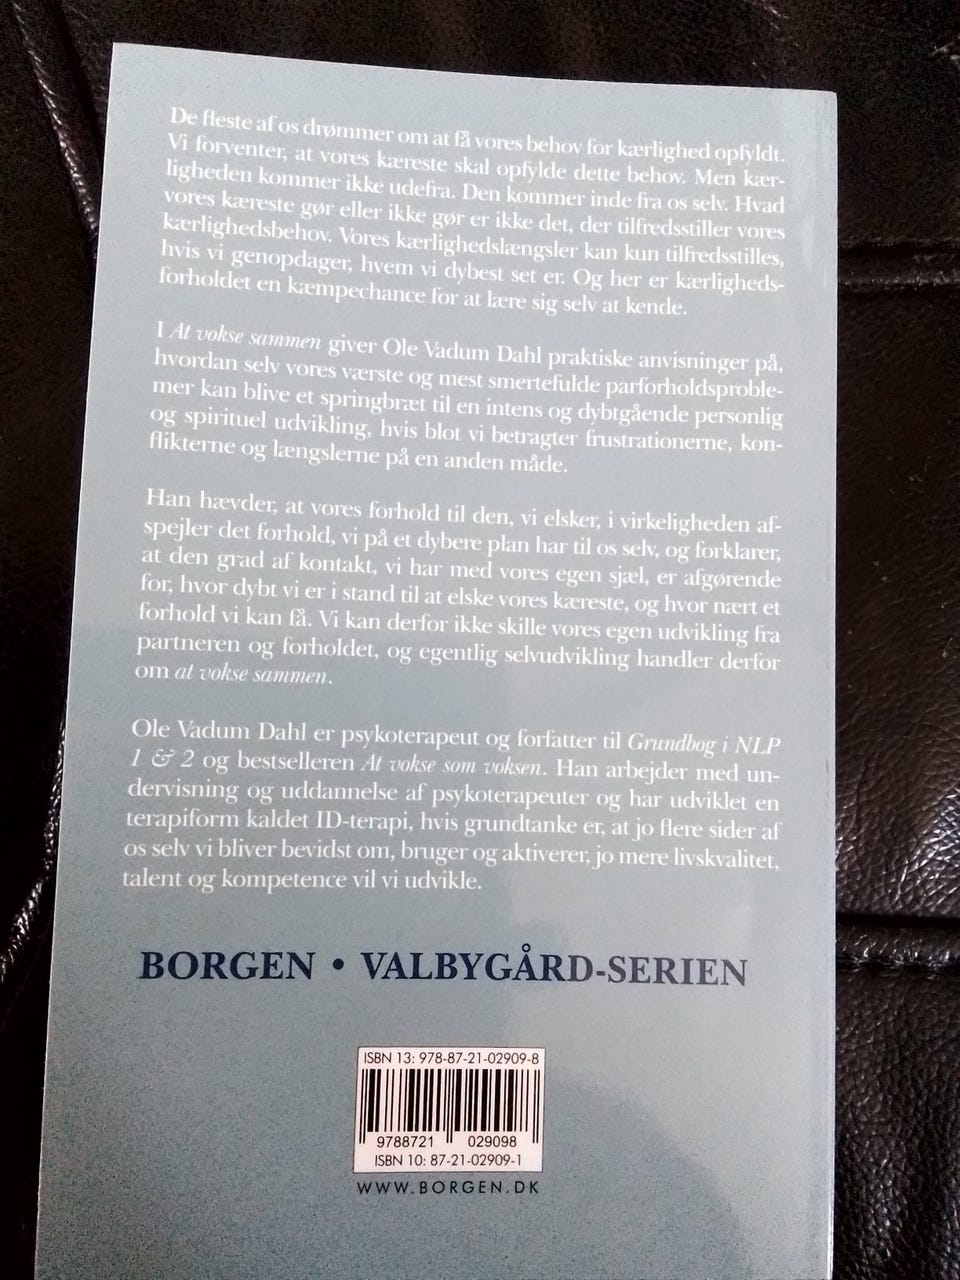 De fleste af os drømmer om at få vores behov for kærlighed opfyldt.
Vi forventer, at vores kæreste skal opfylde dette behov. Men kær-
ligheden kommer ikke udefra. Den kommer inde fra os selv. Hvad
vores kæreste gør eller ikke gør er ikke det, der tilfredsstiller vores
kærlighedsbehov. Vores kærlighedslængsler kan kun tilfredsstilles,
hvis vi genopdager, hvem vi dybest set er. Og her er kærligheds-
forholdet en kæmpechance for at lære sig selv at kende.
I At vokse sammen giver Ole Vadum Dahl praktiske anvisninger på,
hvordan selv vores værste og mest smertefulde parforholdsproble-
mer kan blive et springbræt til en intens og dybtgående personlig
og spirituel udvikling, hvis blot vi betragter frustrationerne, kon-
flikterne og længslerne på en anden måde.
Han hævder, at vores forhold til den, vi elsker, i virkeligheden af-
spejler det forhold, vi på et dybere plan har til os selv, og forklarer,
at den grad af kontakt, vi har med vores egen sjæl, er afgørende
for, hvor dybt vi er i stand til at elske vores kæreste, og hvor nært et
forhold vi kan få. Vi kan derfor ikke skille vores egen udvikling fra
partneren og forholdet, og egentlig selvudvikling handler derfor
om at vokse sammen.
Ole Vadum Dahl er psykoterapeut og forfatter til Grundbog i NLP
1 & 2 og bestselleren At vokse som voksen. Han arbejder med un-
dervisning og uddannelse af psykoterapeuter og har udviklet en
terapiform kaldet ID-terapi, hvis grundtanke er, at jo flere sider af
os selv vi bliver bevidst om, bruger og aktiverer, jo mere livskvalitet,
talent og kompetence vil vi udvikle.
BORGEN • VALBYGÅRD-SERIEN
ISBN 13: 978-87-21-02909-8
9788721 029098
ISBN 10: 87-21-02909-1
WWW.BORGEN.DK